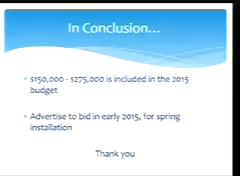 In Conclusion...
$150,000 - $275,000 is included in the 2015
budget
Advertise to bid in early 2015, for spring
installation
Thank you